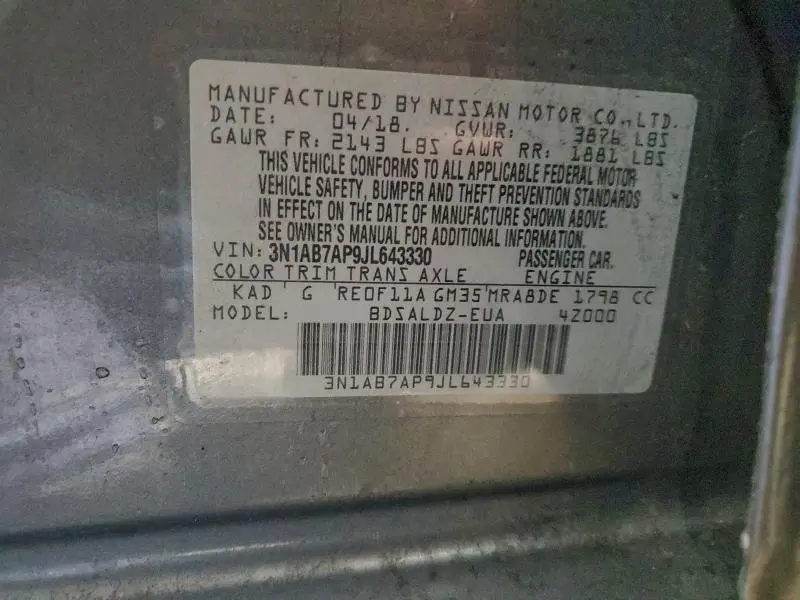 MANUFACTURED BY NISSAN MOTOR CO., LTD.
DATE: 04/18. GVWR: 3876 LBS
GAWR FR: 2143 LBS GAWR RR: 1881 LBS
THIS VEHICLE CONFORMS TO ALL APPLICABLE FEDERAL MOTOR
VEHICLE SAFETY, BUMPER AND THEFT PREVENTION STANDARDS
IN EFFECT ON THE DATE OF MANUFACTURE SHOWN ABOVE.
SEE OWNER'S MANUAL FOR ADDITIONAL INFORMATION.
VIN: 3N1AB7AP9JL643330 PASSENGER CAR.
COLOR TRIM TRANS AXLE ENGINE
KAD G RE0F11A GM35 MRA8DE 1798 CC
MODEL: BDSALDZ-EUA 4Z000
3N1AB7AP9JL643330